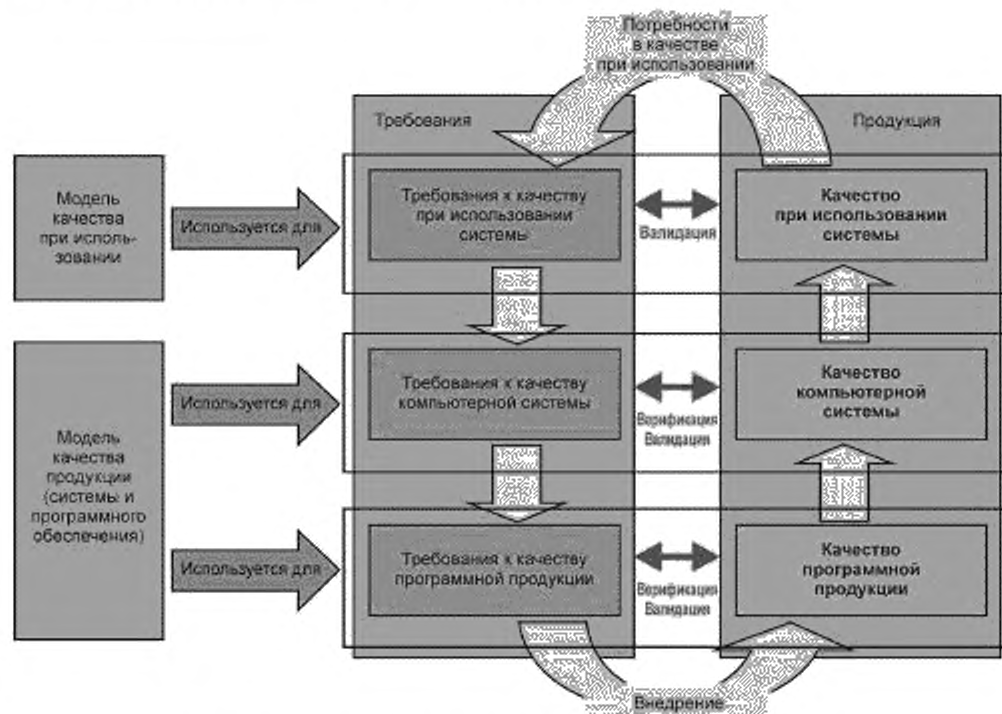 Потребности
в качестве
при использовании
Требования
Продукция
Модель
качества
при исполь-
зовании
Используется для
Требования к качеству
при использовании
системы
Валидация
Качество
при использовании
системы
Модель
качества
продукции
(системы и
программного
обеспечения)
Используется для
Требования к качеству
компьютерной системы
Верификация
Валидация
Качество
компьютерной
системы
Используется для
Требования к качеству
программной продукции
Верификация
Валидация
Качество
программной
продукции
Внедрение